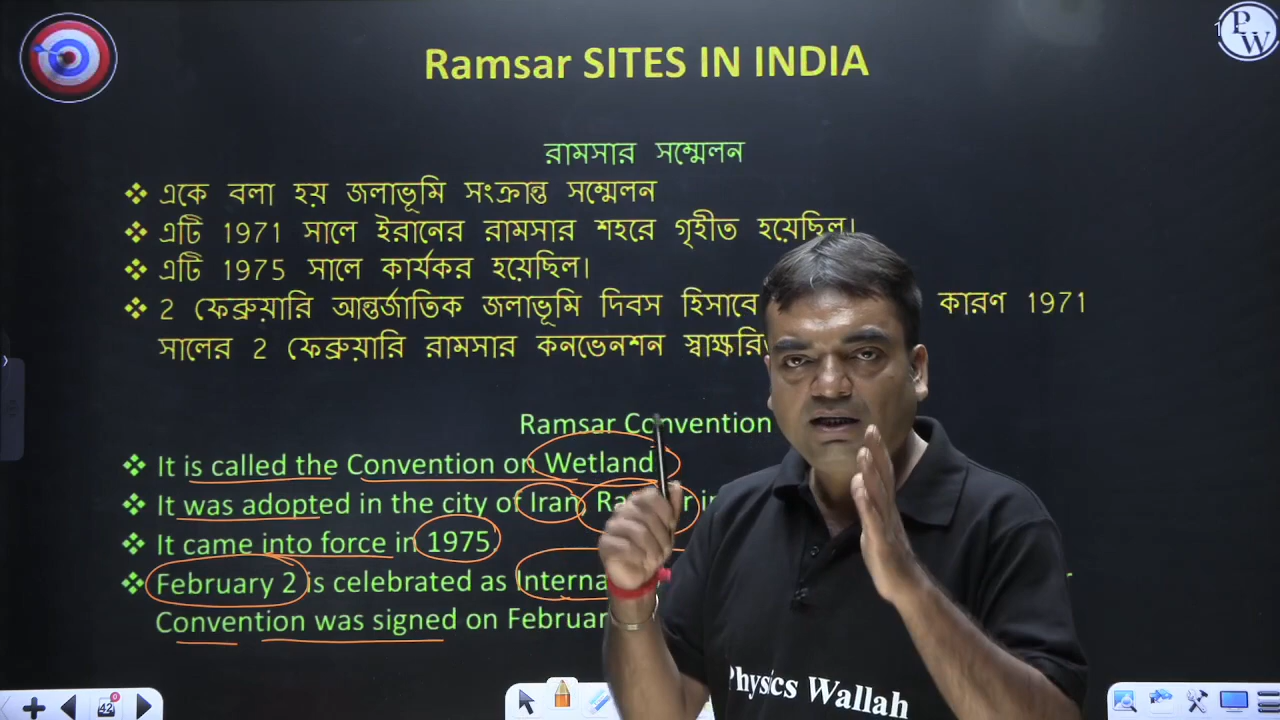 PW
Ramsar SITES IN INDIA
রামসার সম্মেলন
❖ একে বলা হয় জলাভূমি সংক্রান্ত সম্মেলন
❖ এটি 1971 সালে ইরানের রামসার শহরে গৃহীত হয়েছিল।
❖ এটি 1975 সালে কার্যকর হয়েছিল।
❖ 2 ফেব্রুয়ারি আন্তর্জাতিক জলাভূমি দিবস হিসাবে কারণ 1971
সালের 2 ফেব্রুয়ারি রামসার কনভেনশন
Ramsar Convention
❖ It is called the Convention on Wetland
❖ It was adopted in the city of Iran,
❖ It came into force in 1975.
❖ February 2 is celebrated as
Convention was signed on
Physics Wallah
42
0